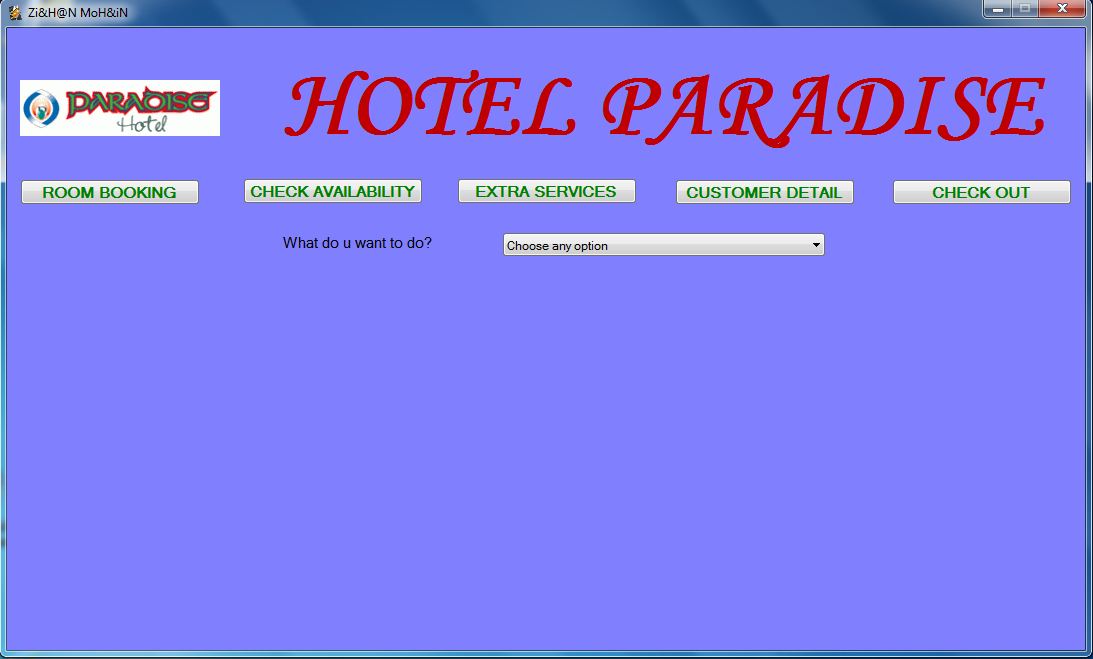 Zi&H@N MoH&iN
PARADISE
Hotel
HOTEL PARADISE
ROOM BOOKING
CHECK AVAILABILITY
EXTRA SERVICES
CUSTOMER DETAIL
CHECK OUT
What do u want to do?
Choose any option